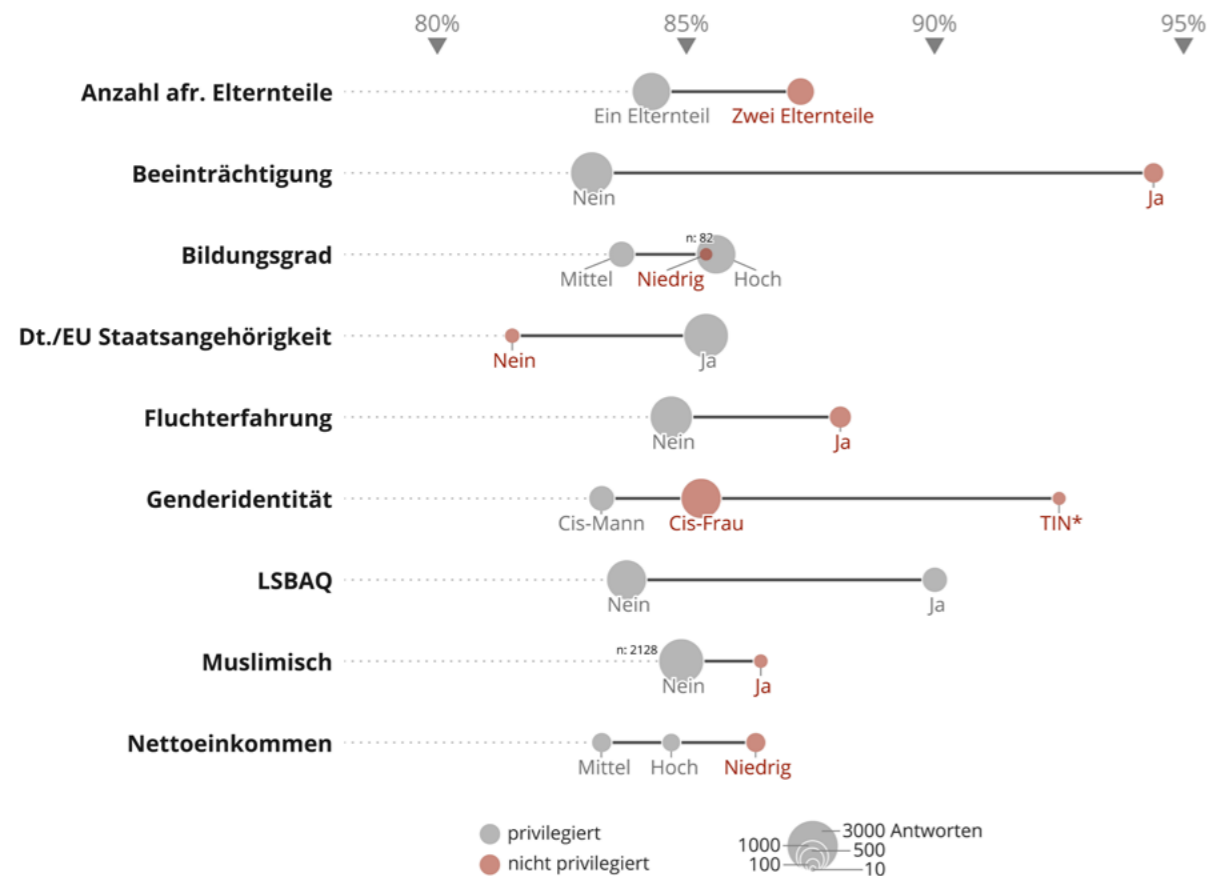 80% 85% 90% 95%
Anzahl afr. Elternteile
Ein Elternteil Zwei Elternteile
Beeinträchtigung
Nein Ja
n: 82
Bildungsgrad
Mittel Niedrig Hoch
Dt./EU Staatsangehörigkeit
Nein Ja
Fluchterfahrung
Nein Ja
Genderidentität
Cis-Mann Cis-Frau TIN*
LSBAQ
Nein Ja
n: 2128
Muslimisch
Nein Ja
Nettoeinkommen
Mittel Hoch Niedrig
privilegiert
nicht privilegiert
3000 Antworten
1000 500
100 10